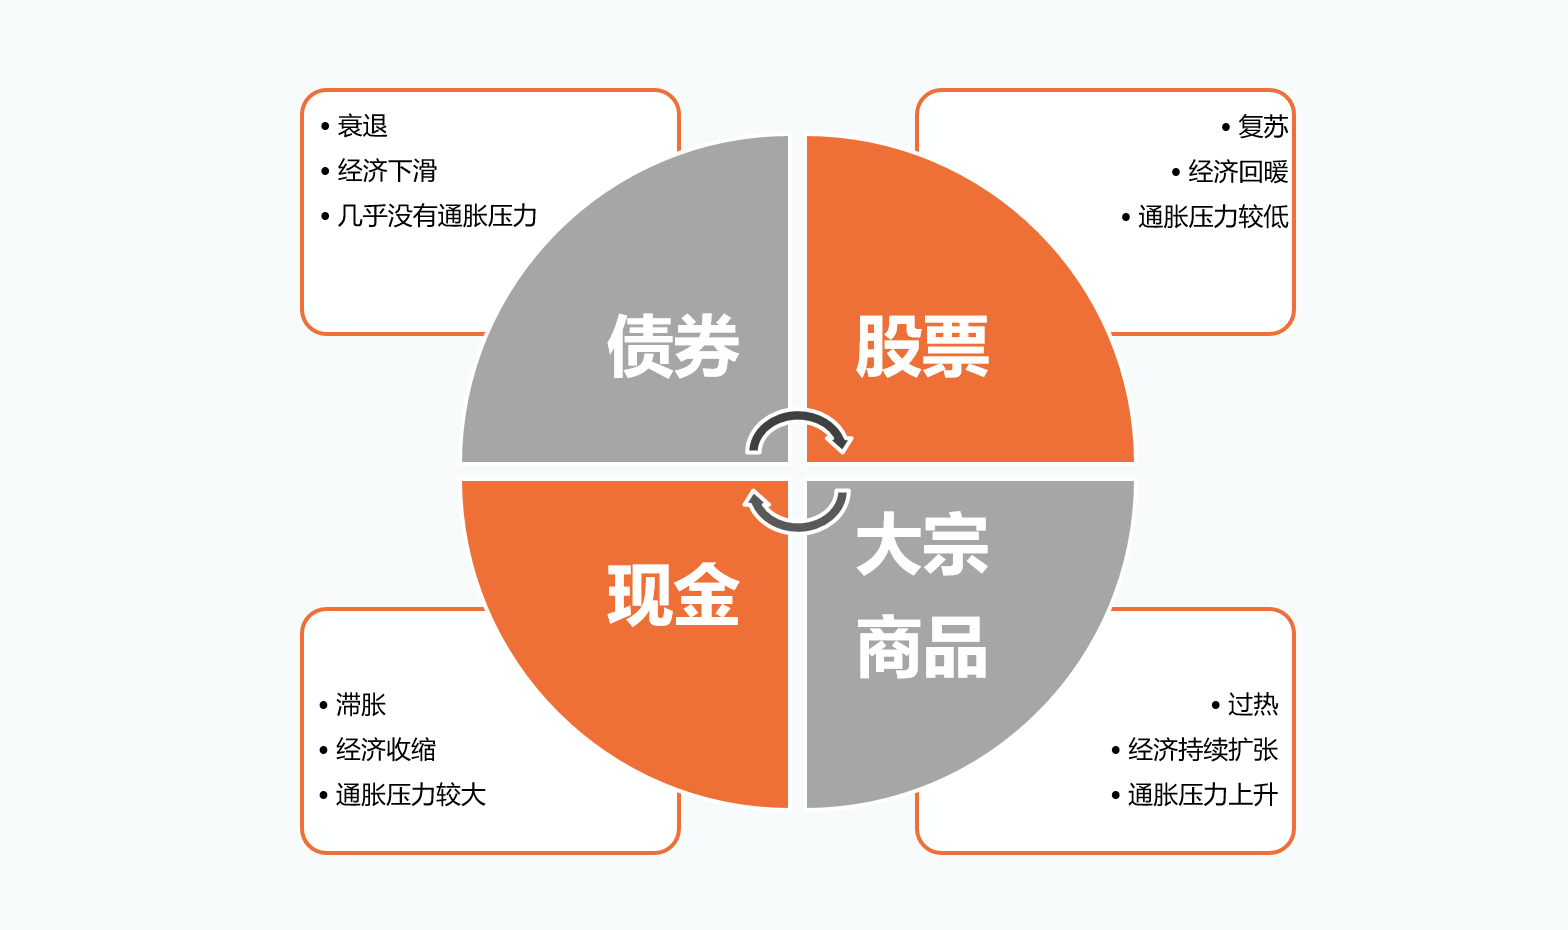 • 衰退
• 经济下滑
• 几乎没有通胀压力
• 复苏
• 经济回暖
• 通胀压力较低
债券
股票
现金
大宗
商品
• 滞胀
• 经济收缩
• 通胀压力较大
• 过热
• 经济持续扩张
• 通胀压力上升